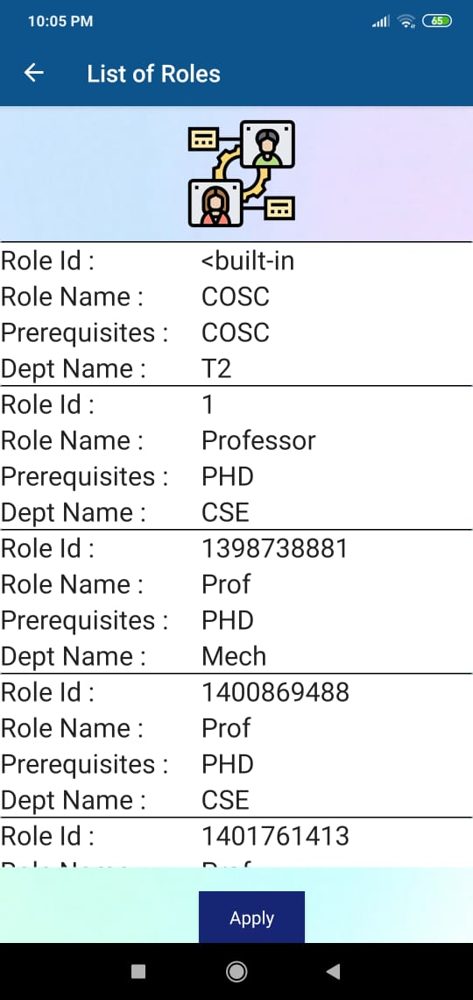 10:05 PM 65
List of Roles
Role Id : <built-in
Role Name : COSC
Prerequisites : COSC
Dept Name : T2
Role Id : 1
Role Name : Professor
Prerequisites : PHD
Dept Name : CSE
Role Id : 1398738881
Role Name : Prof
Prerequisites : PHD
Dept Name : Mech
Role Id : 1400869488
Role Name : Prof
Prerequisites : PHD
Dept Name : CSE
Role Id : 1401761413
Apply